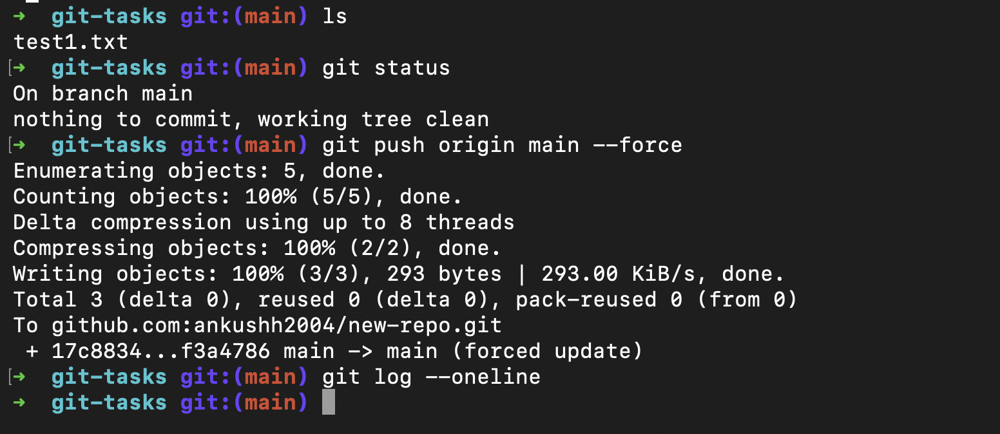 ➜  git-tasks git:(main) ls
test1.txt
[➜  git-tasks git:(main) git status
On branch main
nothing to commit, working tree clean
[➜  git-tasks git:(main) git push origin main --force
Enumerating objects: 5, done.
Counting objects: 100% (5/5), done.
Delta compression using up to 8 threads
Compressing objects: 100% (2/2), done.
Writing objects: 100% (3/3), 293 bytes | 293.00 KiB/s, done.
Total 3 (delta 0), reused 0 (delta 0), pack-reused 0 (from 0)
To github.com:ankushh2004/new-repo.git
 + 17c8834...f3a4786 main -> main (forced update)
[➜  git-tasks git:(main) git log --oneline
➜  git-tasks git:(main)